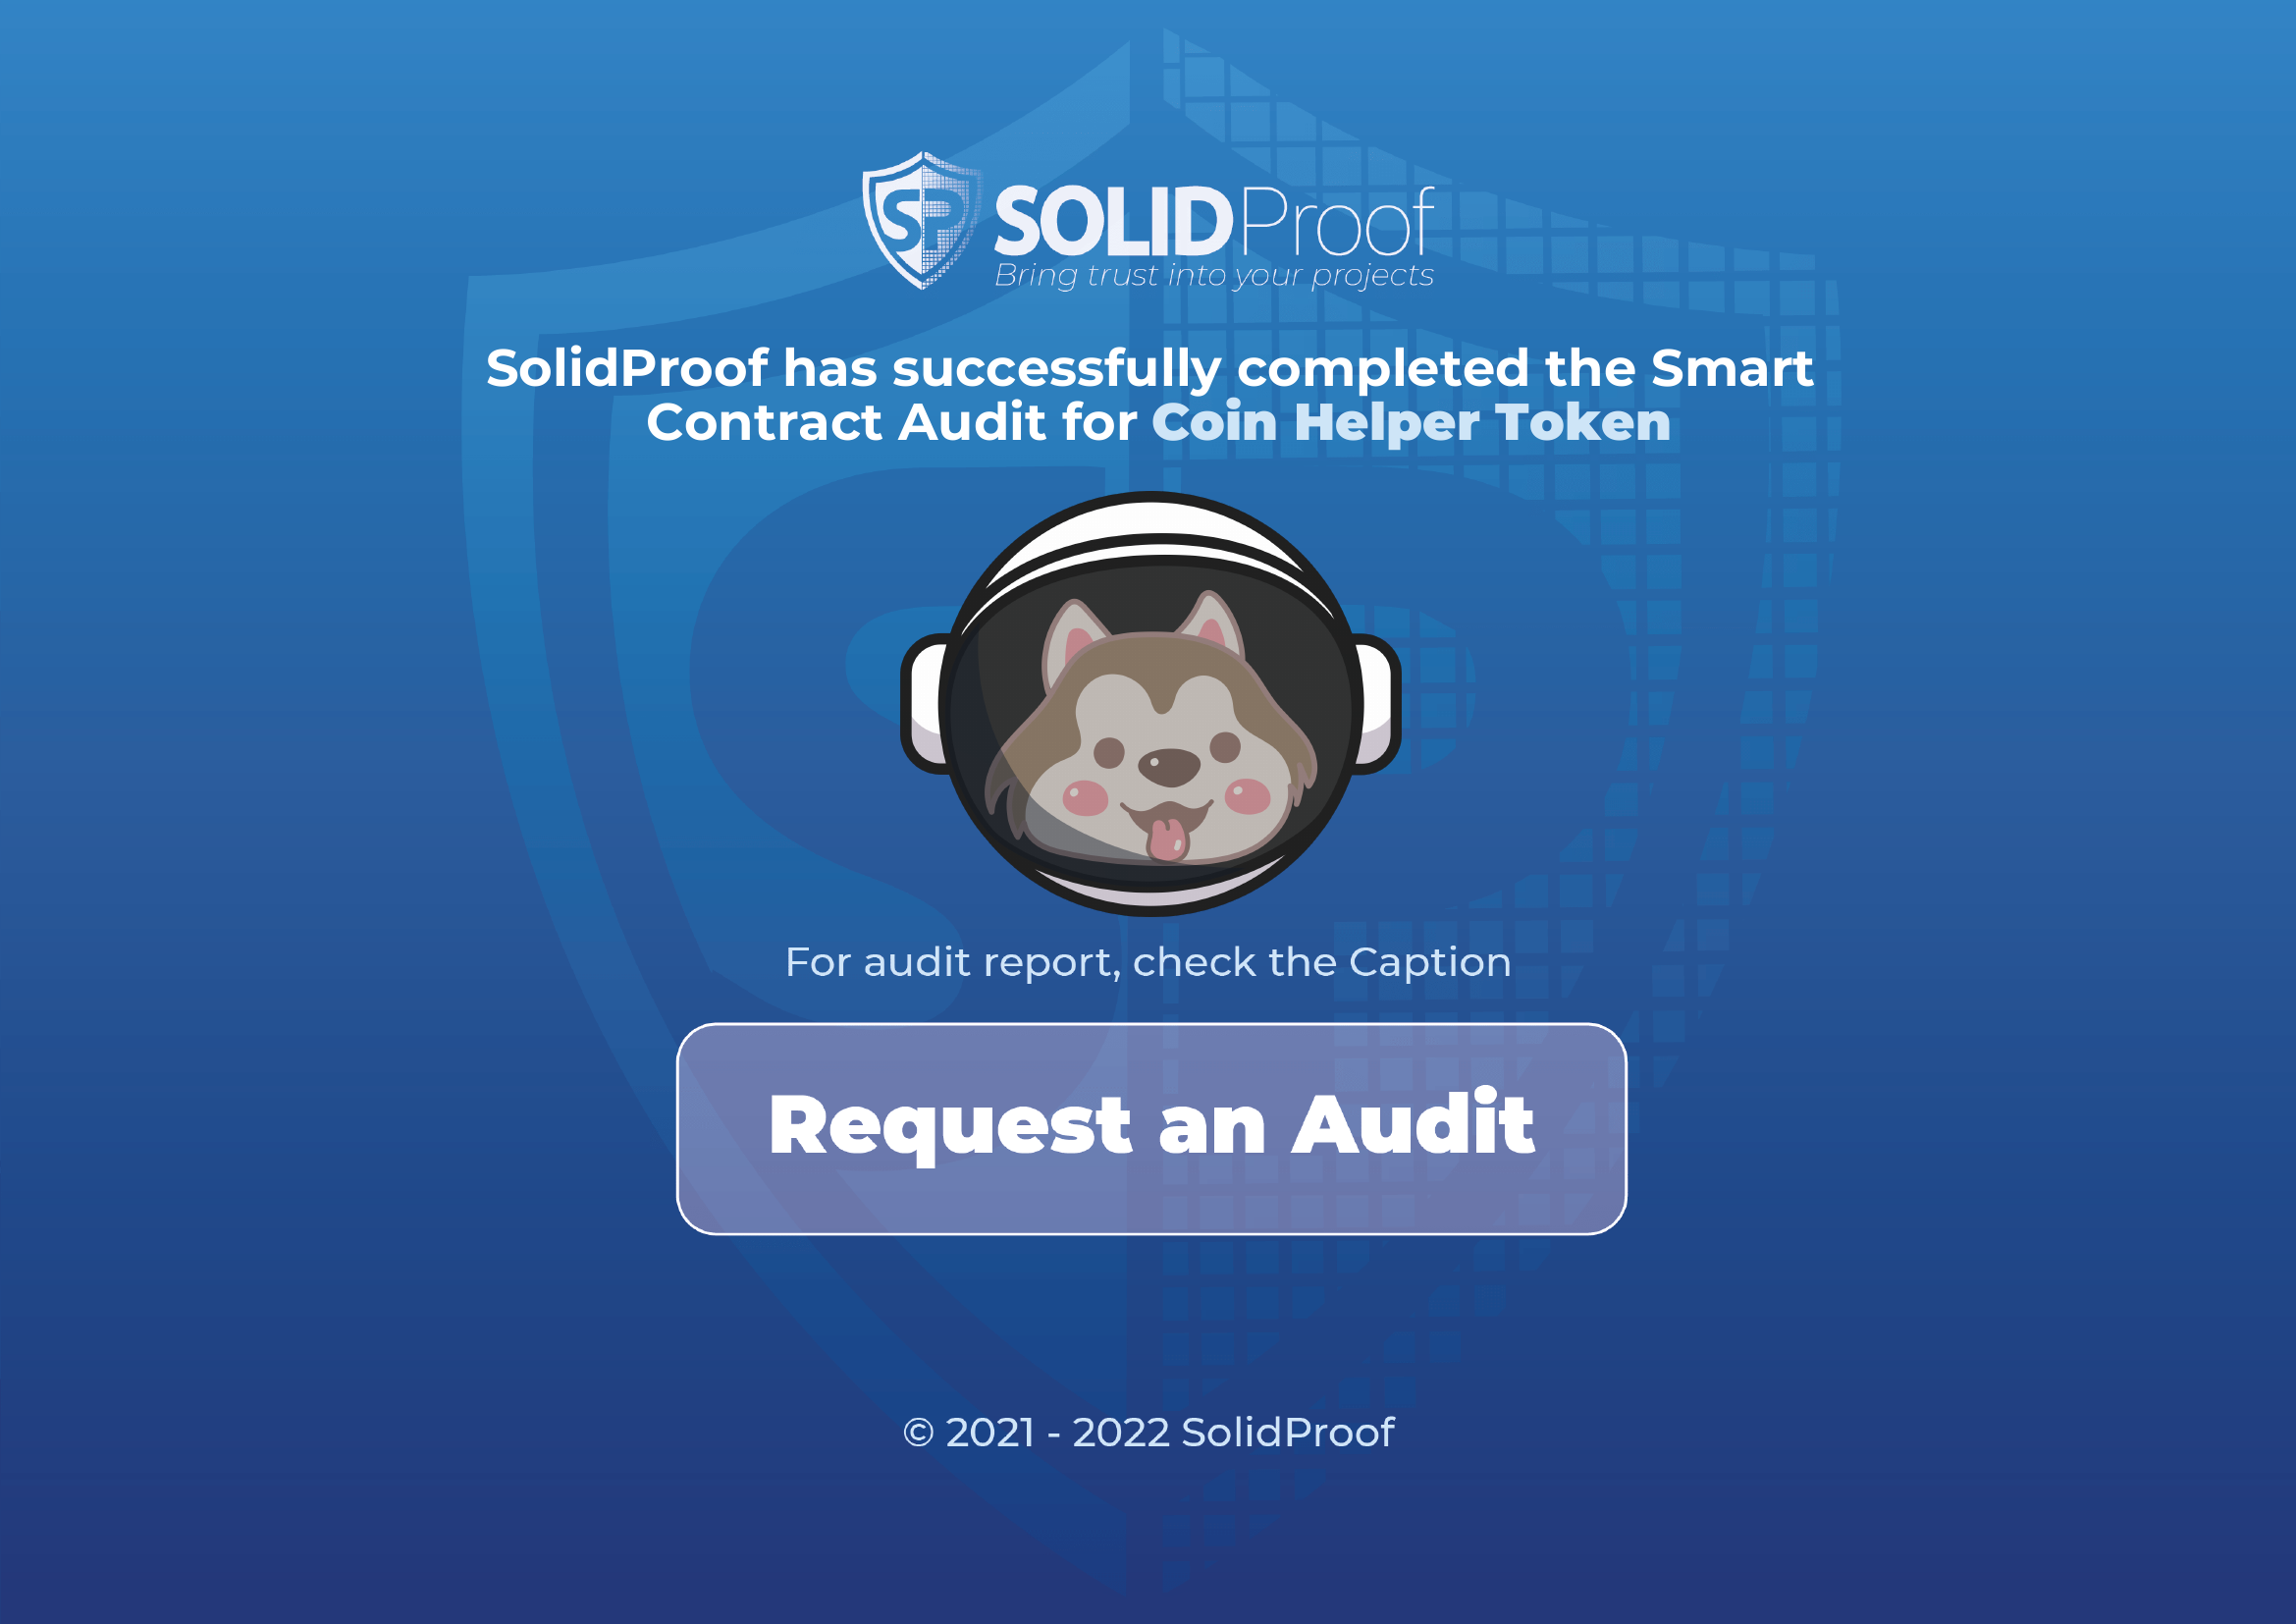 SP SOLIDProof
Bring trust into your projects
SolidProof has successfully completed the Smart
Contract Audit for Coin Helper Token
For audit report, check the Caption
Request an Audit
© 2021 - 2022 SolidProof